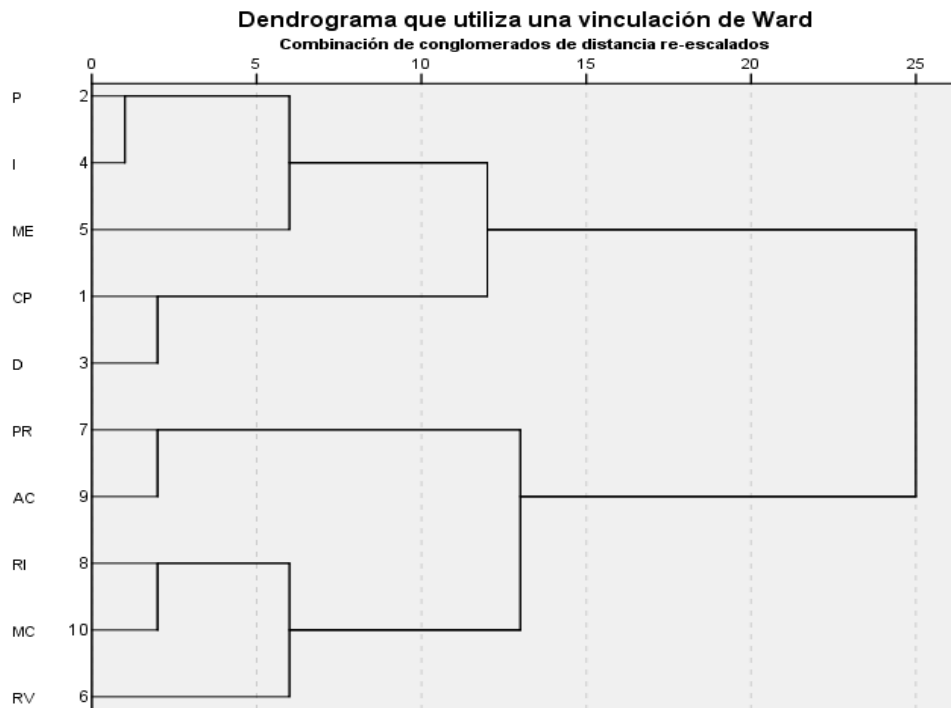 Dendrograma que utiliza una vinculación de Ward
Combinación de conglomerados de distancia re-escalados
0 5 10 15 20 25
P 2
I 4
ME 5
CP 1
D 3
PR 7
AC 9
RI 8
MC 10
RV 6